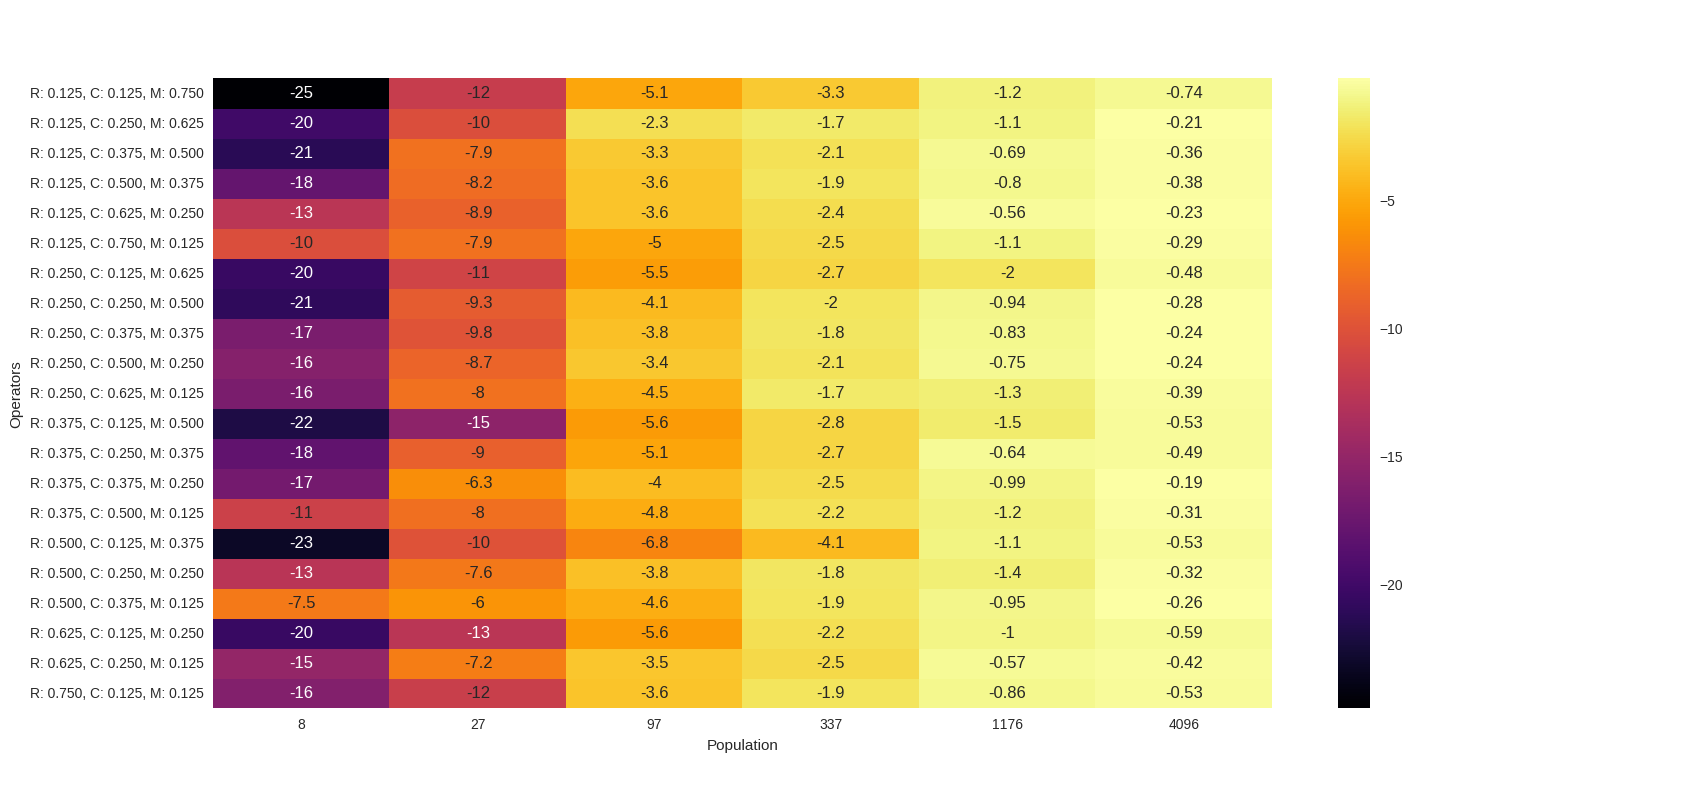 R: 0.125, C: 0.125, M: 0.750 -25 -12 -5.1 -3.3 -1.2 -0.74
R: 0.125, C: 0.250, M: 0.625 -20 -10 -2.3 -1.7 -1.1 -0.21
R: 0.125, C: 0.375, M: 0.500 -21 -7.9 -3.3 -2.1 -0.69 -0.36
R: 0.125, C: 0.500, M: 0.375 -18 -8.2 -3.6 -1.9 -0.8 -0.38
R: 0.125, C: 0.625, M: 0.250 -13 -8.9 -3.6 -2.4 -0.56 -0.23
R: 0.125, C: 0.750, M: 0.125 -10 -7.9 -5 -2.5 -1.1 -0.29
R: 0.250, C: 0.125, M: 0.625 -20 -11 -5.5 -2.7 -2 -0.48
R: 0.250, C: 0.250, M: 0.500 -21 -9.3 -4.1 -2 -0.94 -0.28
R: 0.250, C: 0.375, M: 0.375 -17 -9.8 -3.8 -1.8 -0.83 -0.24
R: 0.250, C: 0.500, M: 0.250 -16 -8.7 -3.4 -2.1 -0.75 -0.24
R: 0.250, C: 0.625, M: 0.125 -16 -8 -4.5 -1.7 -1.3 -0.39
R: 0.375, C: 0.125, M: 0.500 -22 -15 -5.6 -2.8 -1.5 -0.53
R: 0.375, C: 0.250, M: 0.375 -18 -9 -5.1 -2.7 -0.64 -0.49
R: 0.375, C: 0.375, M: 0.250 -17 -6.3 -4 -2.5 -0.99 -0.19
R: 0.375, C: 0.500, M: 0.125 -11 -8 -4.8 -2.2 -1.2 -0.31
R: 0.500, C: 0.125, M: 0.375 -23 -10 -6.8 -4.1 -1.1 -0.53
R: 0.500, C: 0.250, M: 0.250 -13 -7.6 -3.8 -1.8 -1.4 -0.32
R: 0.500, C: 0.375, M: 0.125 -7.5 -6 -4.6 -1.9 -0.95 -0.26
R: 0.625, C: 0.125, M: 0.250 -20 -13 -5.6 -2.2 -1 -0.59
R: 0.625, C: 0.250, M: 0.125 -15 -7.2 -3.5 -2.5 -0.57 -0.42
R: 0.750, C: 0.125, M: 0.125 -16 -12 -3.6 -1.9 -0.86 -0.53
8 27 97 337 1176 4096
Population
Operators
−5
−10
−15
−20